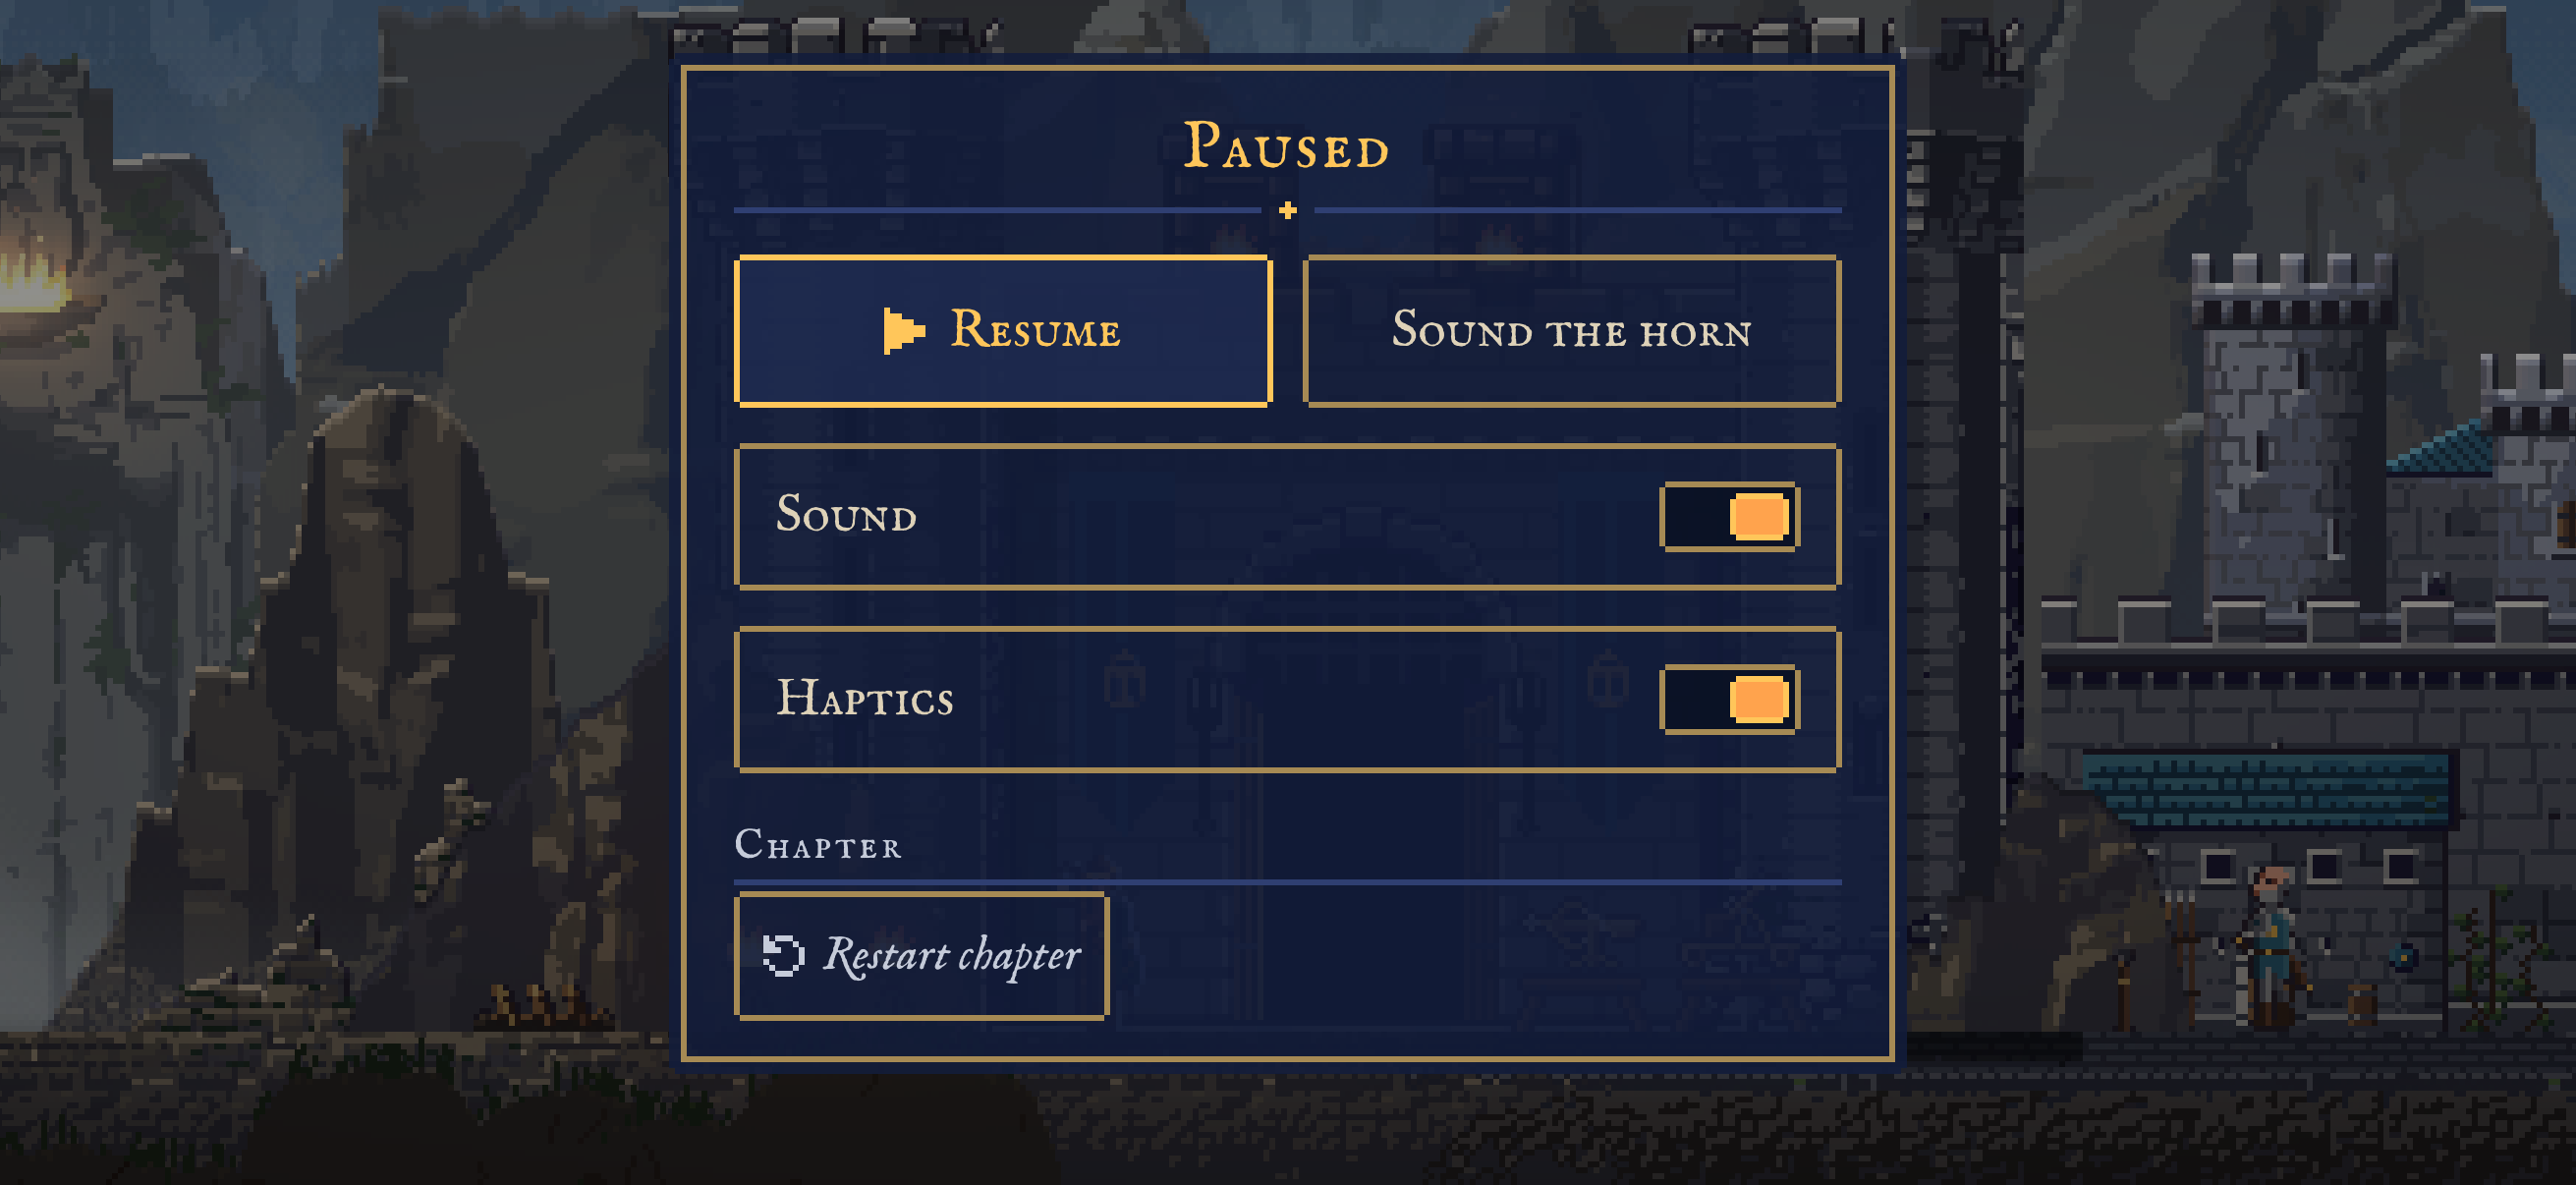 Paused
Resume
Sound the horn
Sound
Haptics
Chapter
Restart chapter